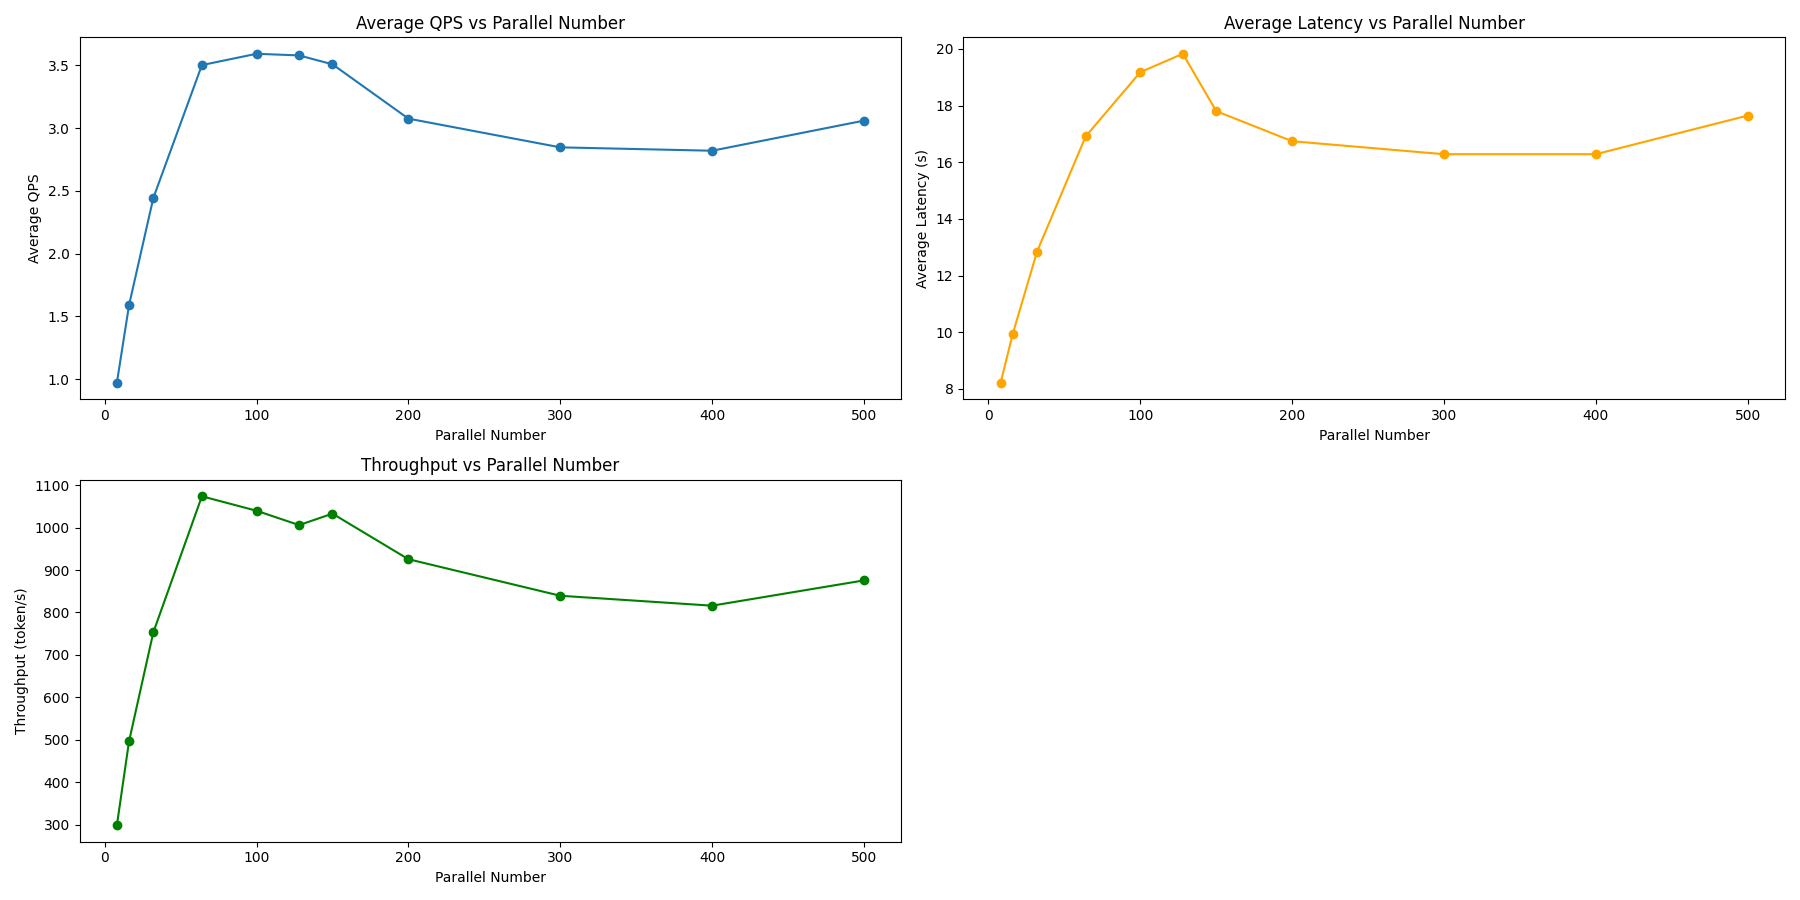 Average QPS vs Parallel Number
Average QPS
3.5
3.0
2.5
2.0
1.5
1.0
0 100 200 300 400 500
Parallel Number
Average Latency vs Parallel Number
Average Latency (s)
20
18
16
14
12
10
8
0 100 200 300 400 500
Parallel Number
Throughput vs Parallel Number
Throughput (token/s)
1100
1000
900
800
700
600
500
400
300
0 100 200 300 400 500
Parallel Number